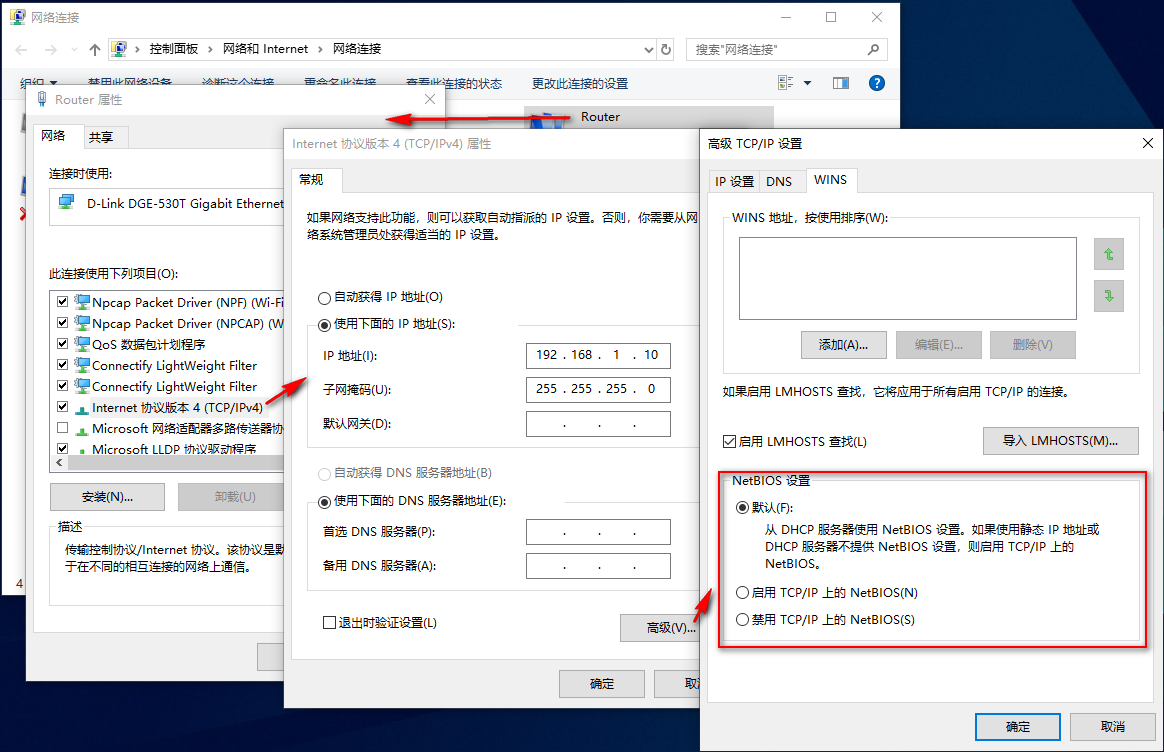 网络连接
控制面板 › 网络和 Internet › 网络连接
搜索"网络连接"
组织 禁用此网络设备 诊断这个连接 重命名此连接 查看此连接的状态 更改此连接的设置
Router
Router 属性
网络 共享
连接时使用:
D-Link DGE-530T Gigabit Ethernet
此连接使用下列项目(O):
Npcap Packet Driver (NPF) (Wi-Fi
Npcap Packet Driver (NPCAP) (W
QoS 数据包计划程序
Connectify LightWeight Filter
Connectify LightWeight Filter
Internet 协议版本 4 (TCP/IPv4)
Microsoft 网络适配器多路传送器协
Microsoft LLDP 协议驱动程序
安装(N)... 卸载(U)
描述
传输控制协议/Internet 协议。该协议是默
于在不同的相互连接的网络上通信。
4
Internet 协议版本 4 (TCP/IPv4) 属性
常规
如果网络支持此功能，则可以获取自动指派的 IP 设置。否则，你需要从网
络系统管理员处获得适当的 IP 设置。
自动获得 IP 地址(O)
使用下面的 IP 地址(S):
IP 地址(I): 192 . 168 . 1 . 10
子网掩码(U): 255 . 255 . 255 . 0
默认网关(D): . . .
自动获得 DNS 服务器地址(B)
使用下面的 DNS 服务器地址(E):
首选 DNS 服务器(P): . . .
备用 DNS 服务器(A): . . .
退出时验证设置(L)
高级(V)...
确定 取
高级 TCP/IP 设置
IP 设置 DNS WINS
WINS 地址，按使用排序(W):
添加(A)... 编辑(E)... 删除(V)
如果启用 LMHOSTS 查找，它将应用于所有启用 TCP/IP 的连接。
启用 LMHOSTS 查找(L) 导入 LMHOSTS(M)...
NetBIOS 设置
默认(F):
从 DHCP 服务器使用 NetBIOS 设置。如果使用静态 IP 地址或
DHCP 服务器不提供 NetBIOS 设置，则启用 TCP/IP 上的
NetBIOS。
启用 TCP/IP 上的 NetBIOS(N)
禁用 TCP/IP 上的 NetBIOS(S)
确定 取消